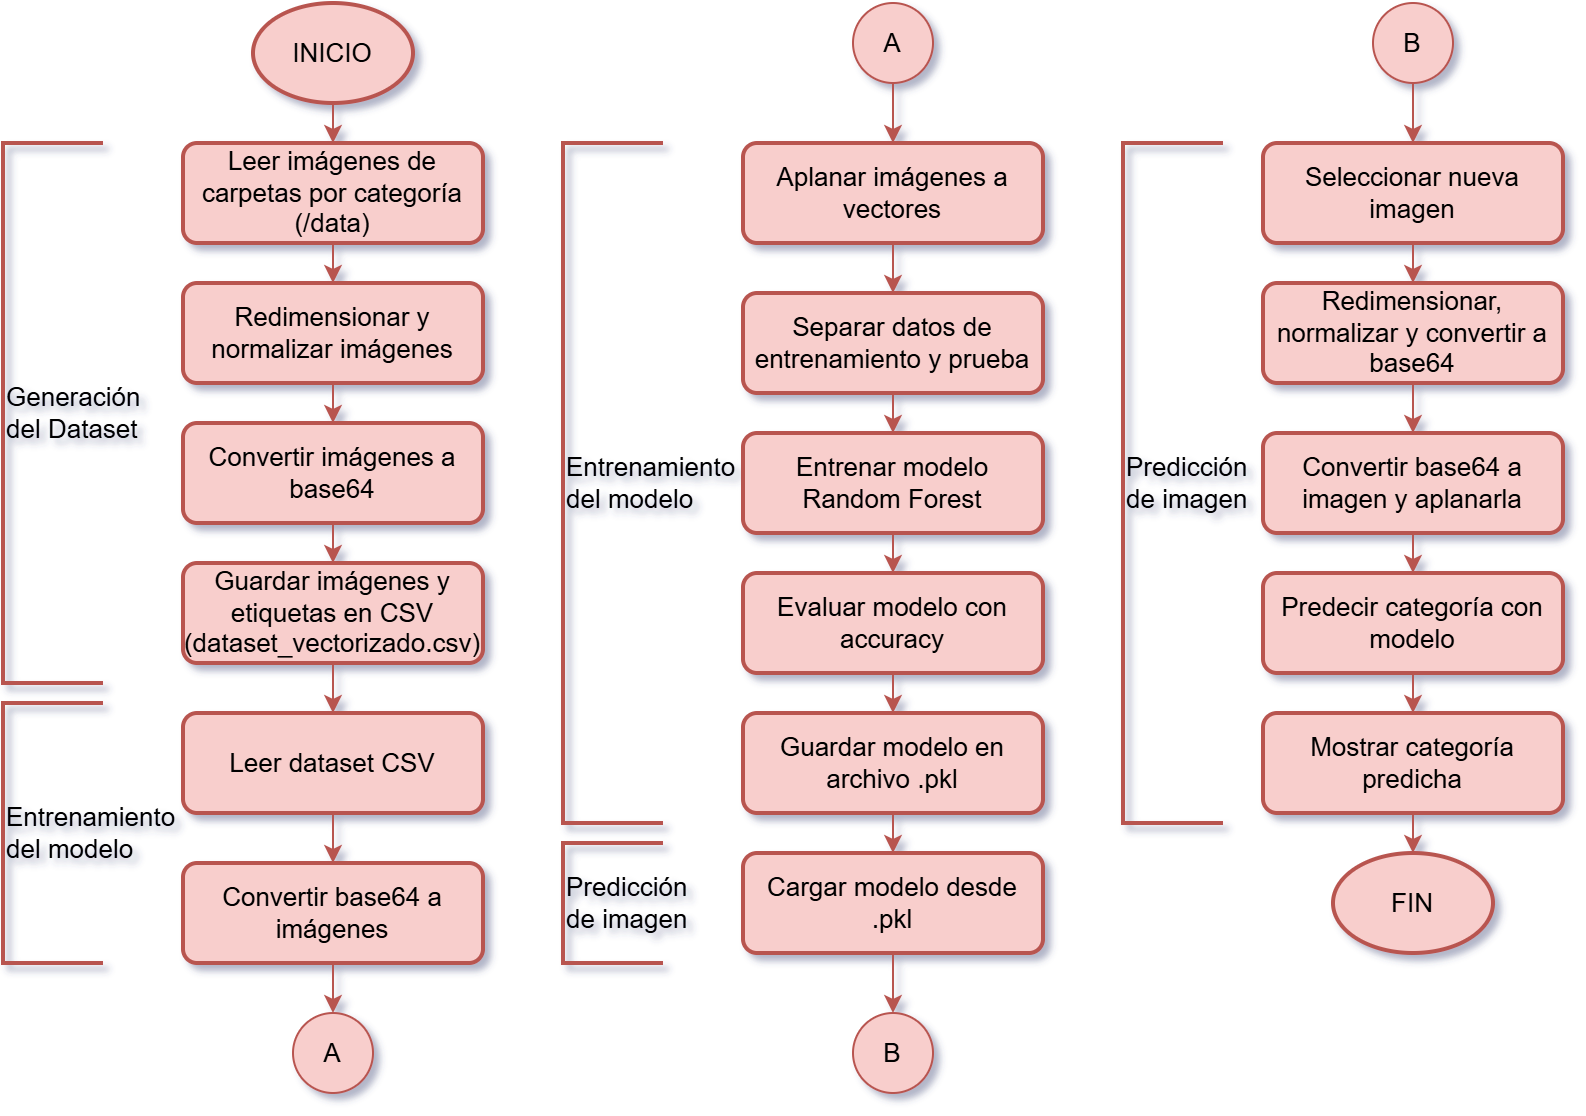 INICIO
Leer imágenes de
carpetas por categoría
(/data)
Redimensionar y
normalizar imágenes
Generación
del Dataset
Convertir imágenes a
base64
Guardar imágenes y
etiquetas en CSV
(dataset_vectorizado.csv)
Leer dataset CSV
Entrenamiento
del modelo
Convertir base64 a
imágenes
A
A
Aplanar imágenes a
vectores
Separar datos de
entrenamiento y prueba
Entrenamiento
del modelo
Entrenar modelo
Random Forest
Evaluar modelo con
accuracy
Guardar modelo en
archivo .pkl
Predicción
de imagen
Cargar modelo desde
.pkl
B
B
Seleccionar nueva
imagen
Redimensionar,
normalizar y convertir a
base64
Predicción
de imagen
Convertir base64 a
imagen y aplanarla
Predecir categoría con
modelo
Mostrar categoría
predicha
FIN